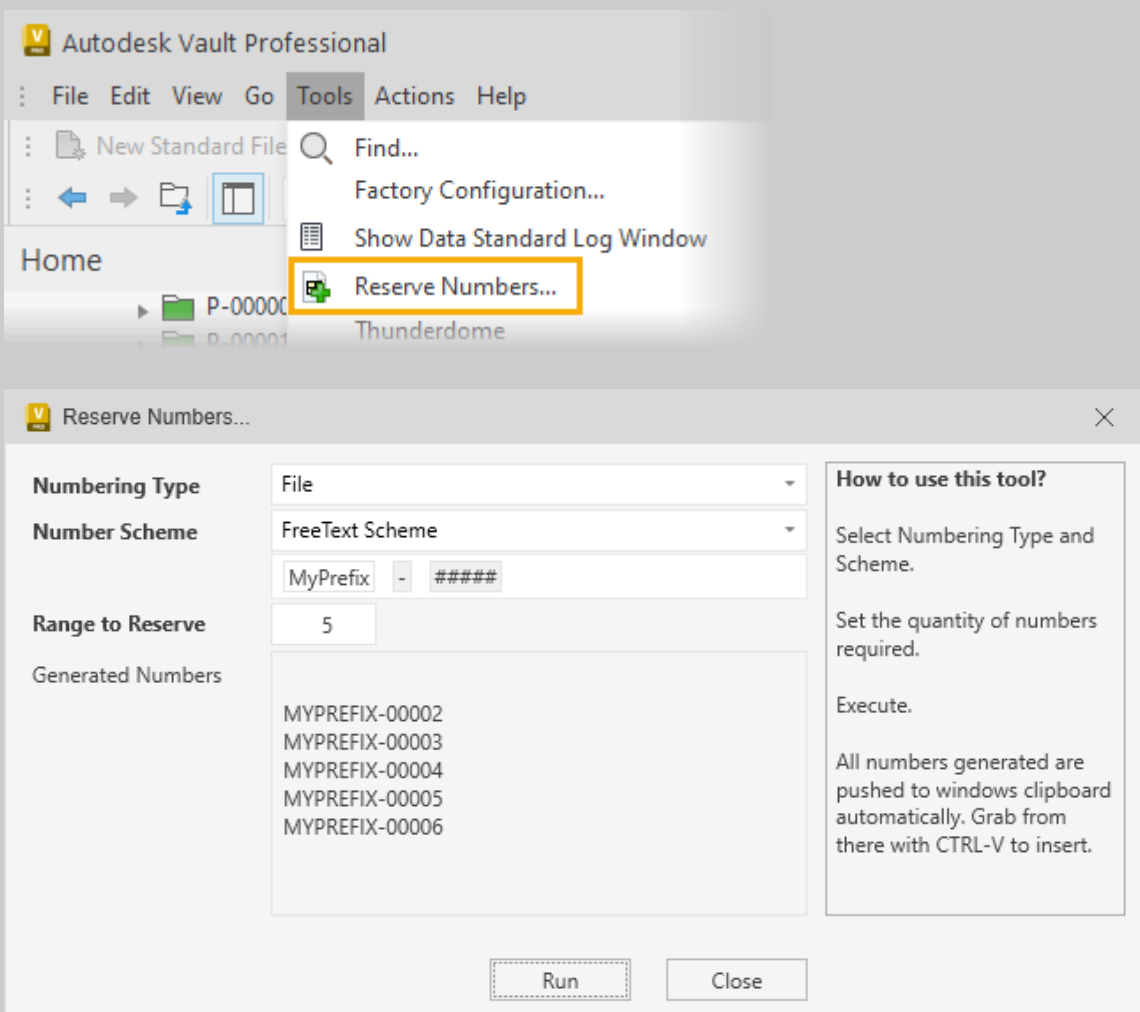 Autodesk Vault Professional
File Edit View Go Tools Actions Help
New Standard File
Find...
Factory Configuration...
Show Data Standard Log Window
Home
Reserve Numbers...
P-00000
Thunderdome
P-00001
Reserve Numbers...
Numbering Type
File
Number Scheme
FreeText Scheme
MyPrefix - #####
Range to Reserve
5
Generated Numbers
MYPREFIX-00002
MYPREFIX-00003
MYPREFIX-00004
MYPREFIX-00005
MYPREFIX-00006
How to use this tool?
Select Numbering Type and
Scheme.
Set the quantity of numbers
required.
Execute.
All numbers generated are
pushed to windows clipboard
automatically. Grab from
there with CTRL-V to insert.
Run
Close